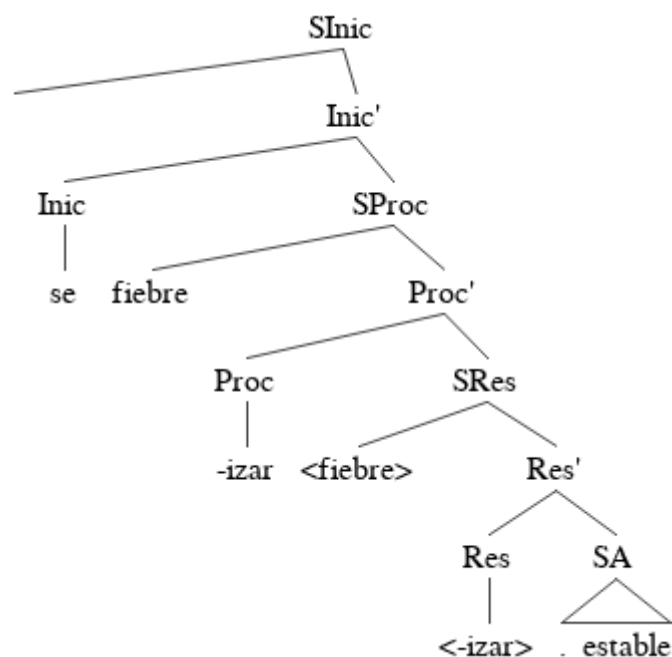 SInic
Inic'
Inic SProc
se fiebre Proc'
Proc SRes
-izar <fiebre> Res'
Res SA
<-izar> . estable